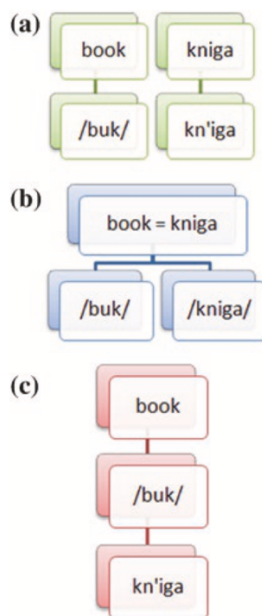 (a)
book kniga
/buk/ kn'iga
(b)
book = kniga
/buk/ /kniga/
(c)
book
/buk/
kn'iga